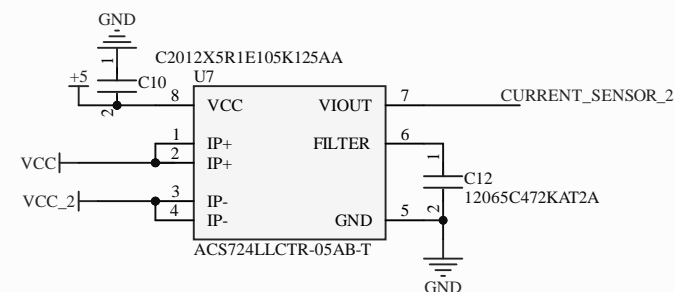 GND
C2012X5R1E105K125AA
1
+5
C10
U7
2
8
VCC
VIOUT
7
CURRENT_SENSOR_2
1
IP+
FILTER
6
VCC
2
IP+
1
C12
VCC_2
3
IP-
12065C472KAT2A
4
IP-
GND
5
2
ACS724LLCTR-05AB-T
GND